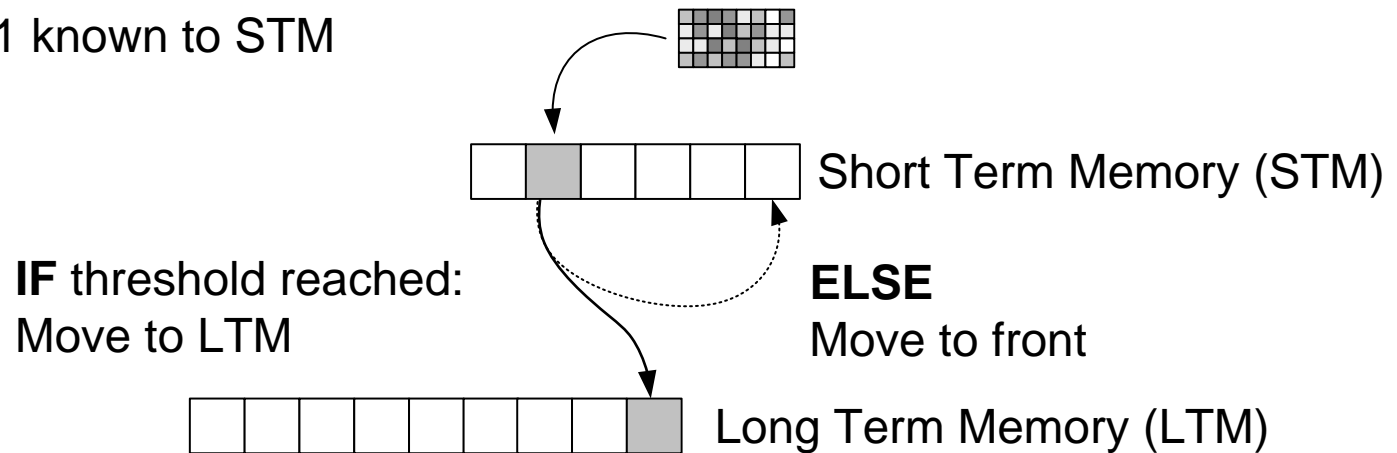 1 known to STM
Short Term Memory (STM)
IF threshold reached:
Move to LTM
ELSE
Move to front
Long Term Memory (LTM)